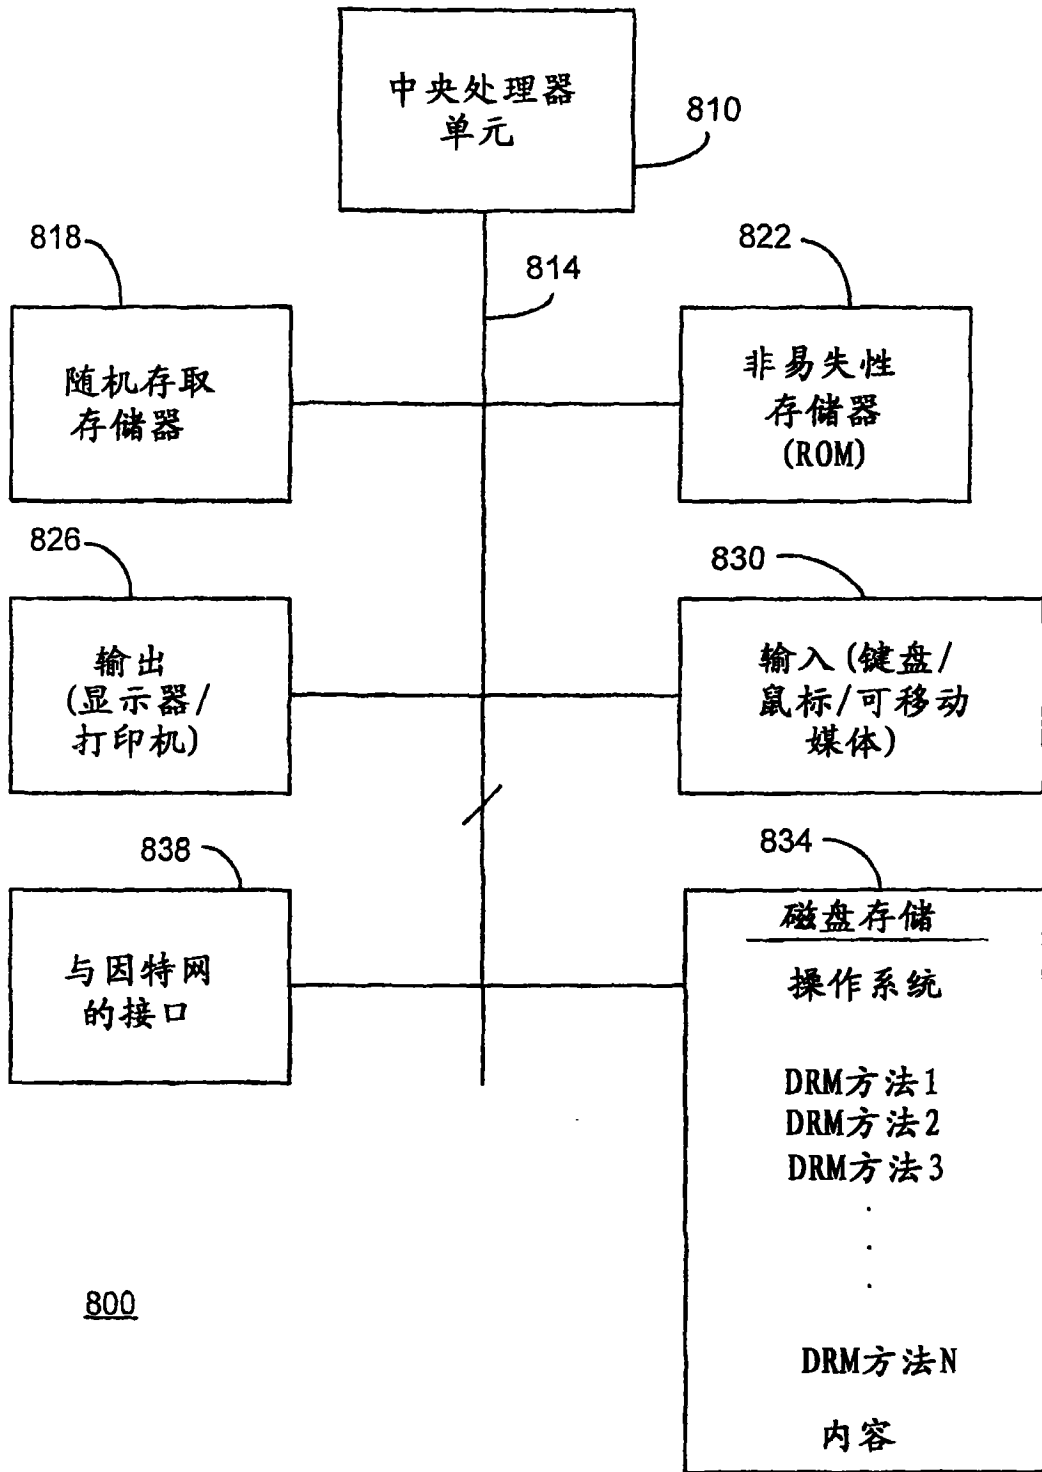 中央处理器
单元
810
818
814
822
随机存取
存储器
非易失性
存储器
(ROM)
826
830
输出
(显示器/
打印机)
输入(键盘/
鼠标/可移动
媒体)
838
834
与因特网
的接口
磁盘存储
操作系统
DRM方法1
DRM方法2
DRM方法3
.
.
.
DRM方法N
内容
800